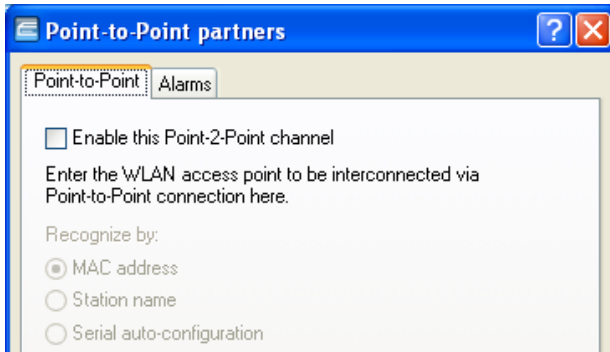 Point-to-Point partners
Point-to-Point
Alarms
Enable this Point-2-Point channel
Enter the WLAN access point to be interconnected via
Point-to-Point connection here.
Recognize by:
MAC address
Station name
Serial auto-configuration